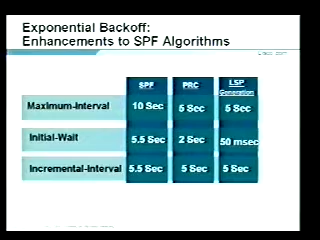 Exponential Backoff:
Enhancements to SPF Algorithms
SPF PRC LSP
Generation
Maximum-Interval 10 Sec 5 Sec 5 Sec
Initial-Wait 5.5 Sec 2 Sec 50 msec
Incremental-Interval 5.5 Sec 5 Sec 5 Sec